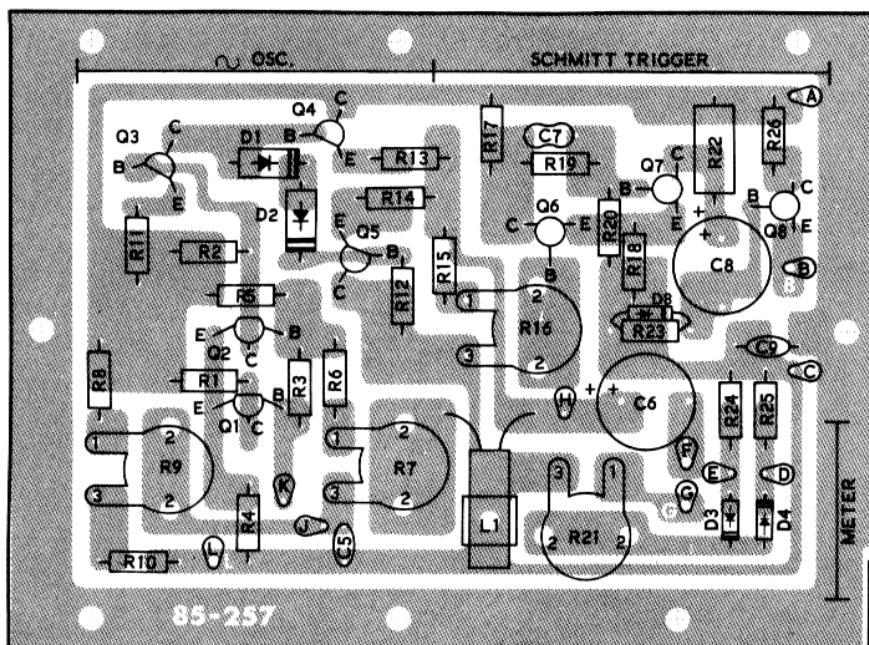 ∿ OSC.
SCHMITT TRIGGER
A
Q4
C
R17
C7
R22
R26
Q3
C
D1
B
B
E
R13
R19
Q7
C
E
D2
R14
B
C
R11
R2
E
Q5
B
C
Q6
E
R20
E
+
Q8
E
R18
+
C8
B
B
R15
B
R12
C
R5
1
2
D8
R16
R23
E
B
Q2
C
3
2
C9
R8
R1
R3
R6
C
E
B
Q1
C
H
+
+
C6
R24
R25
1
2
R9
1
2
R7
F
3
1
E
D
METER
3
2
K
3
2
G
G
R4
J
L1
D3
D4
C5
2
R21
2
R10
L
L
85-257